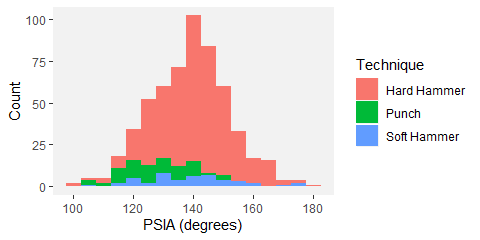 100
75
50
25
0
Count
100
120
140
160
180
PSIA (degrees)
Technique
Hard Hammer
Punch
Soft Hammer